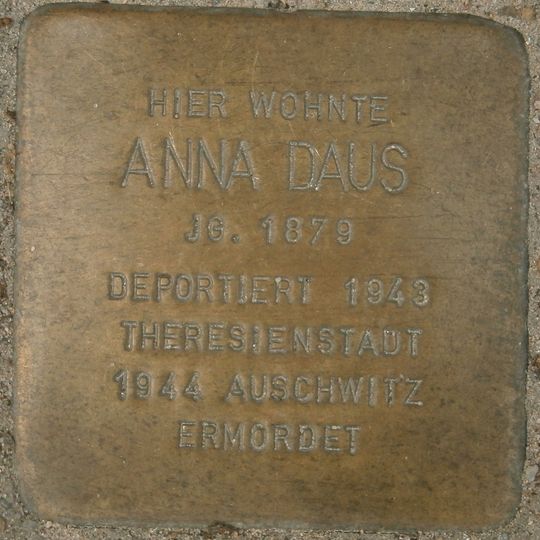 HIER WOHNTE
ANNA DAUS
JG. 1879
DEPORTIERT 1943
THERESIENSTADT
1944 AUSCHWITZ
ERMORDET